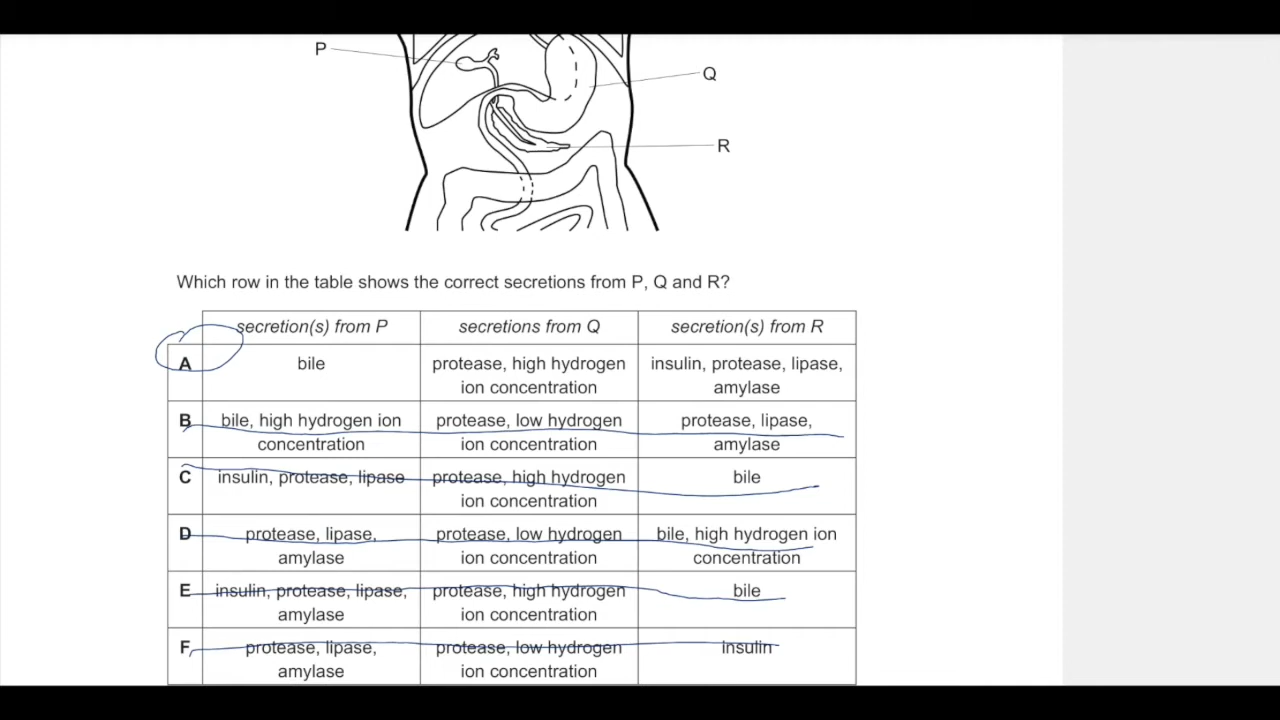 P
Q
R
Which row in the table shows the correct secretions from P, Q and R?
secretion(s) from P secretions from Q secretion(s) from R
A bile protease, high hydrogen insulin, protease, lipase,
ion concentration amylase
B bile, high hydrogen ion protease, low hydrogen protease, lipase,
concentration ion concentration amylase
C insulin, protease, lipase protease, high hydrogen bile
ion concentration
D protease, lipase, protease, low hydrogen bile, high hydrogen ion
amylase ion concentration concentration
E insulin, protease, lipase, protease, high hydrogen bile
amylase ion concentration
F protease, lipase, protease, low hydrogen insulin
amylase ion concentration